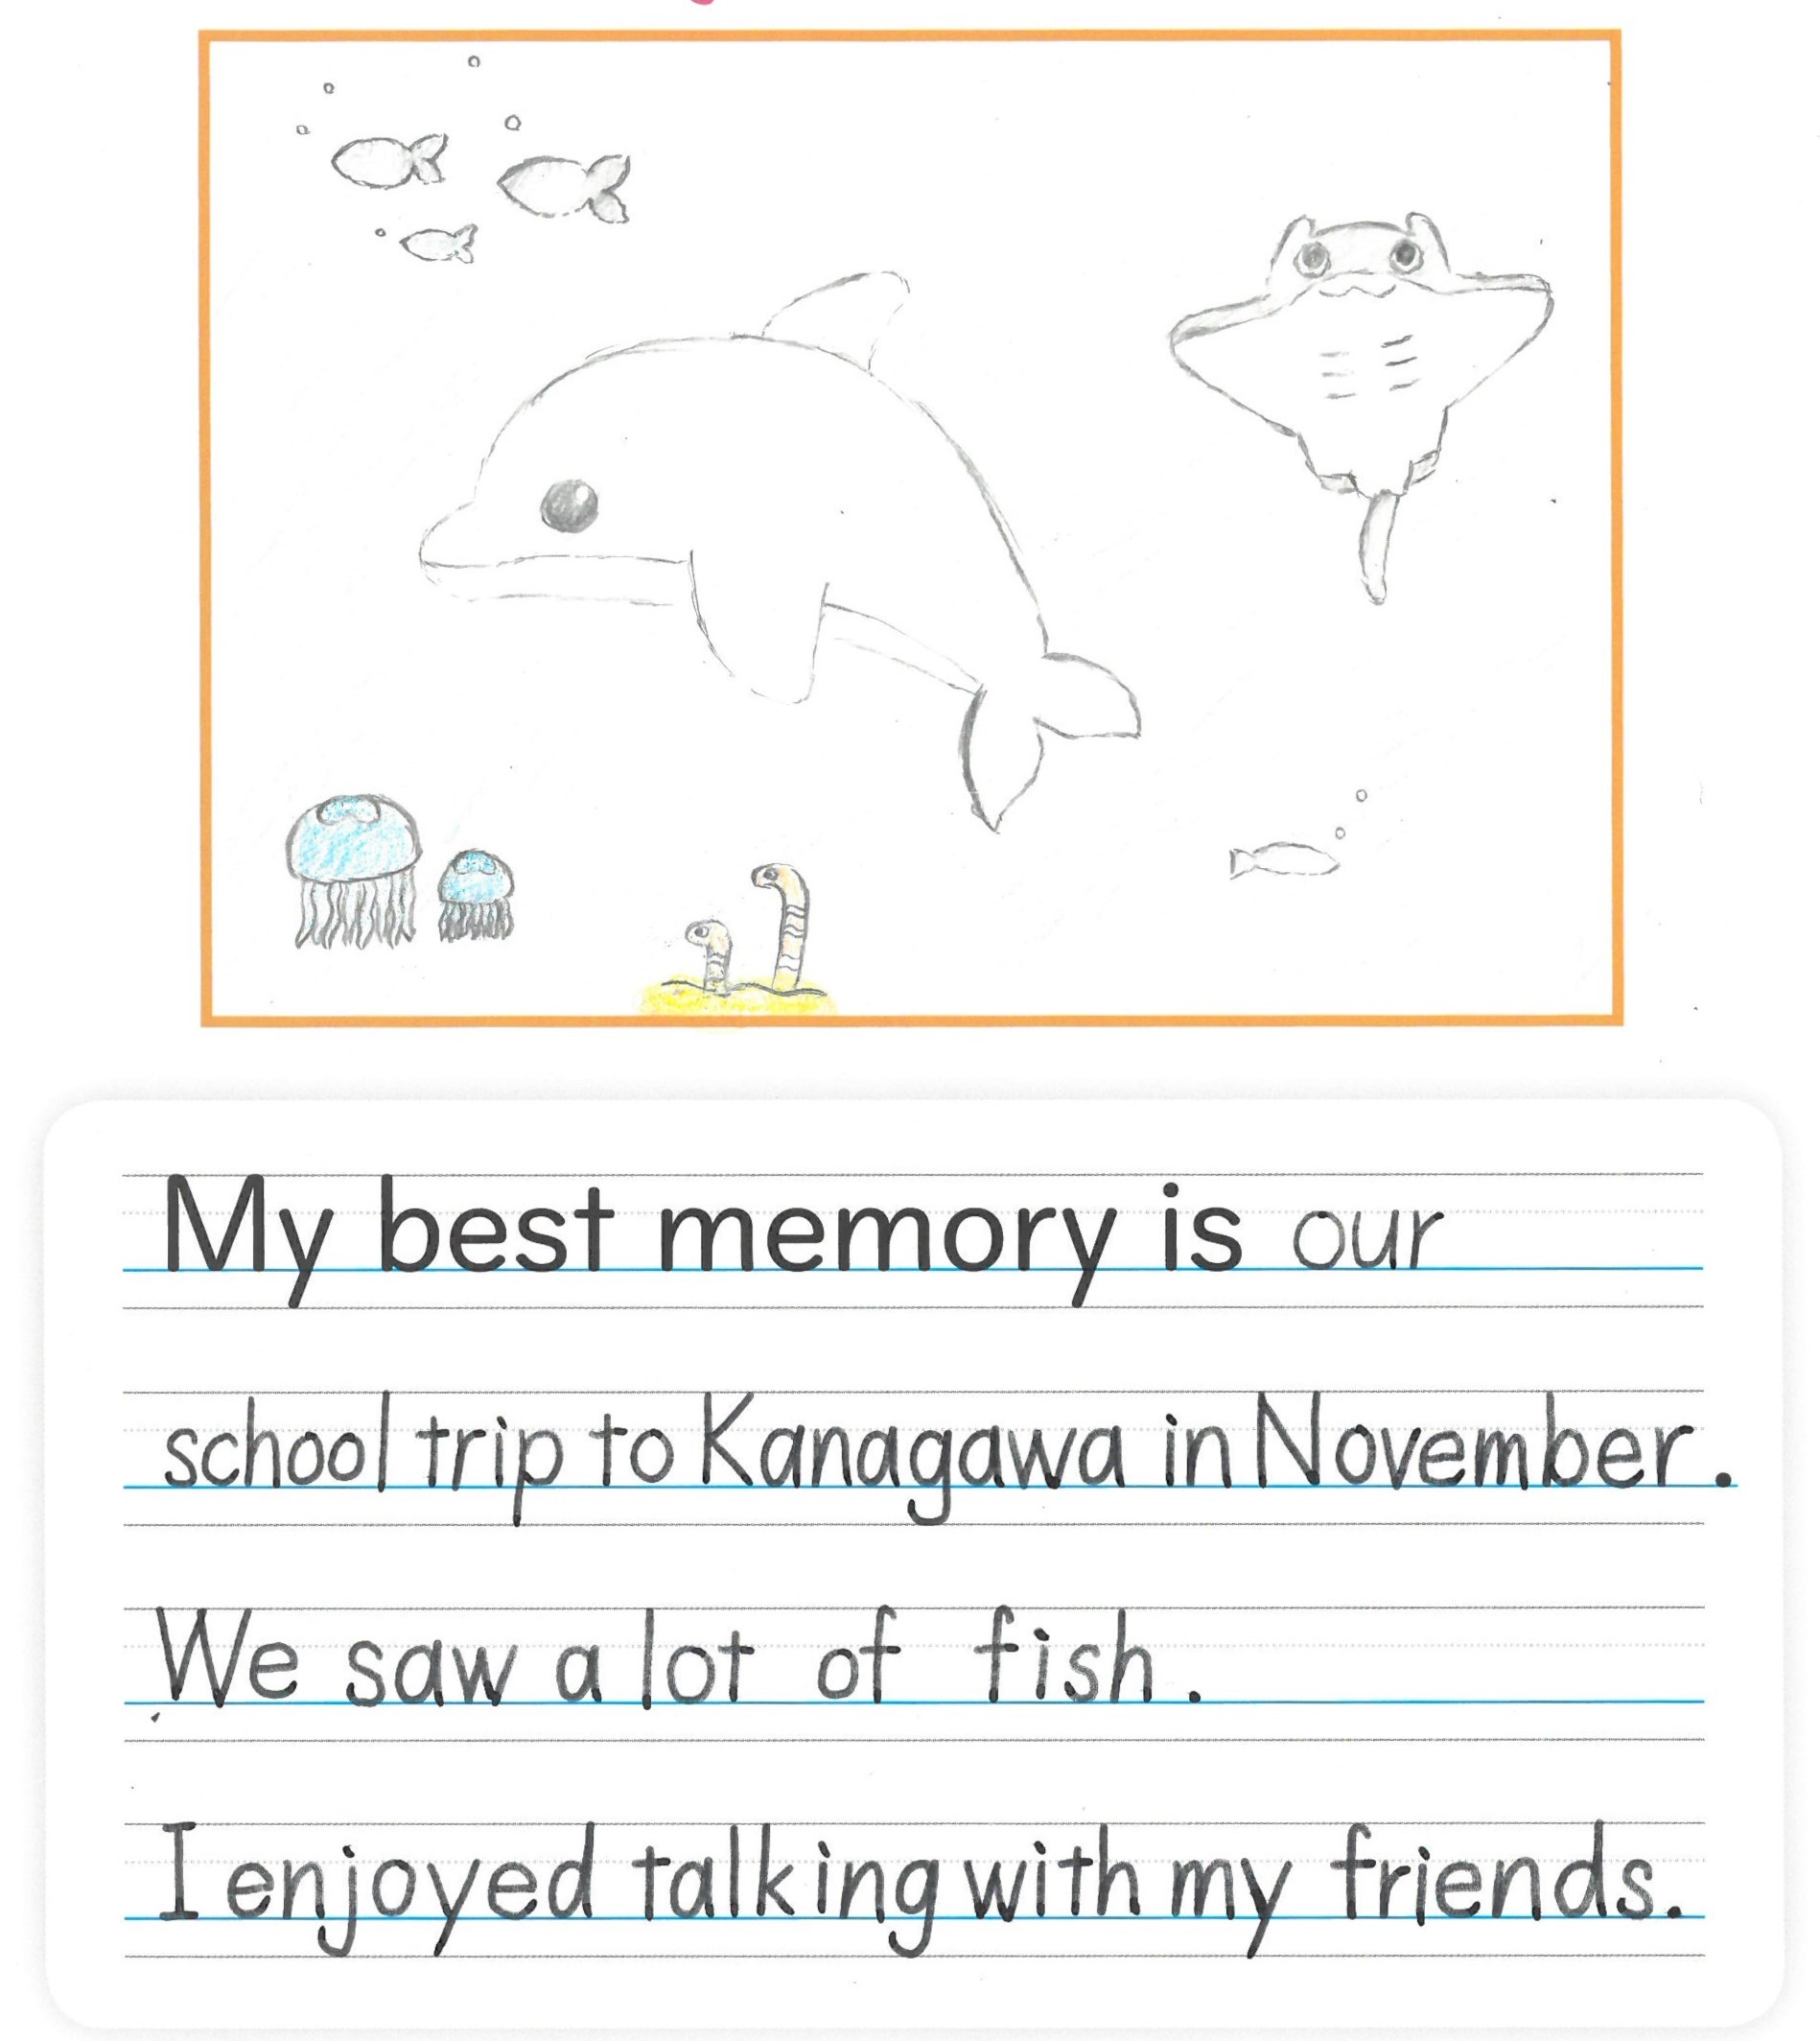 My best memory is our
school trip to Kanagawa in November.
We saw a lot of fish.
I enjoyed talking with my friends.